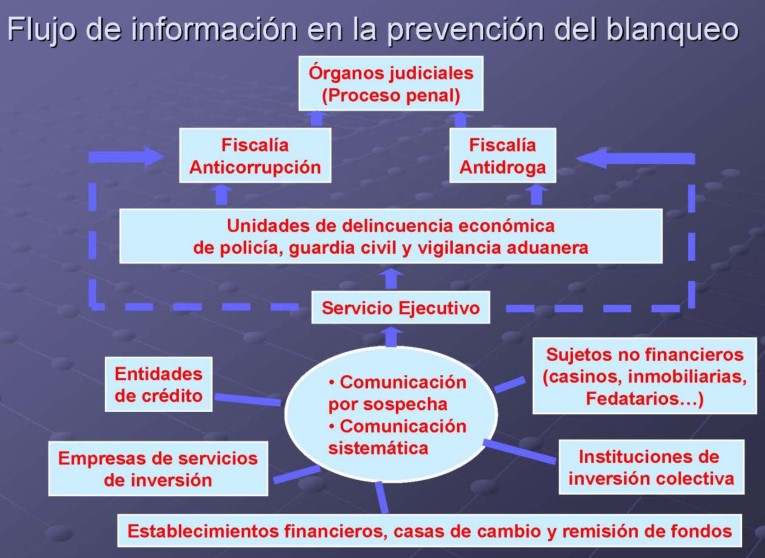 Flujo de información en la prevención del blanqueo
Órganos judiciales
(Proceso penal)
Fiscalía
Anticorrupción
Fiscalía
Antidroga
Unidades de delincuencia económica
de policía, guardia civil y vigilancia aduanera
Servicio Ejecutivo
Entidades
de crédito
• Comunicación
por sospecha
• Comunicación
sistemática
Sujetos no financieros
(casinos, inmobiliarias,
Fedatarios…)
Empresas de servicios
de inversión
Instituciones de
inversión colectiva
Establecimientos financieros, casas de cambio y remisión de fondos